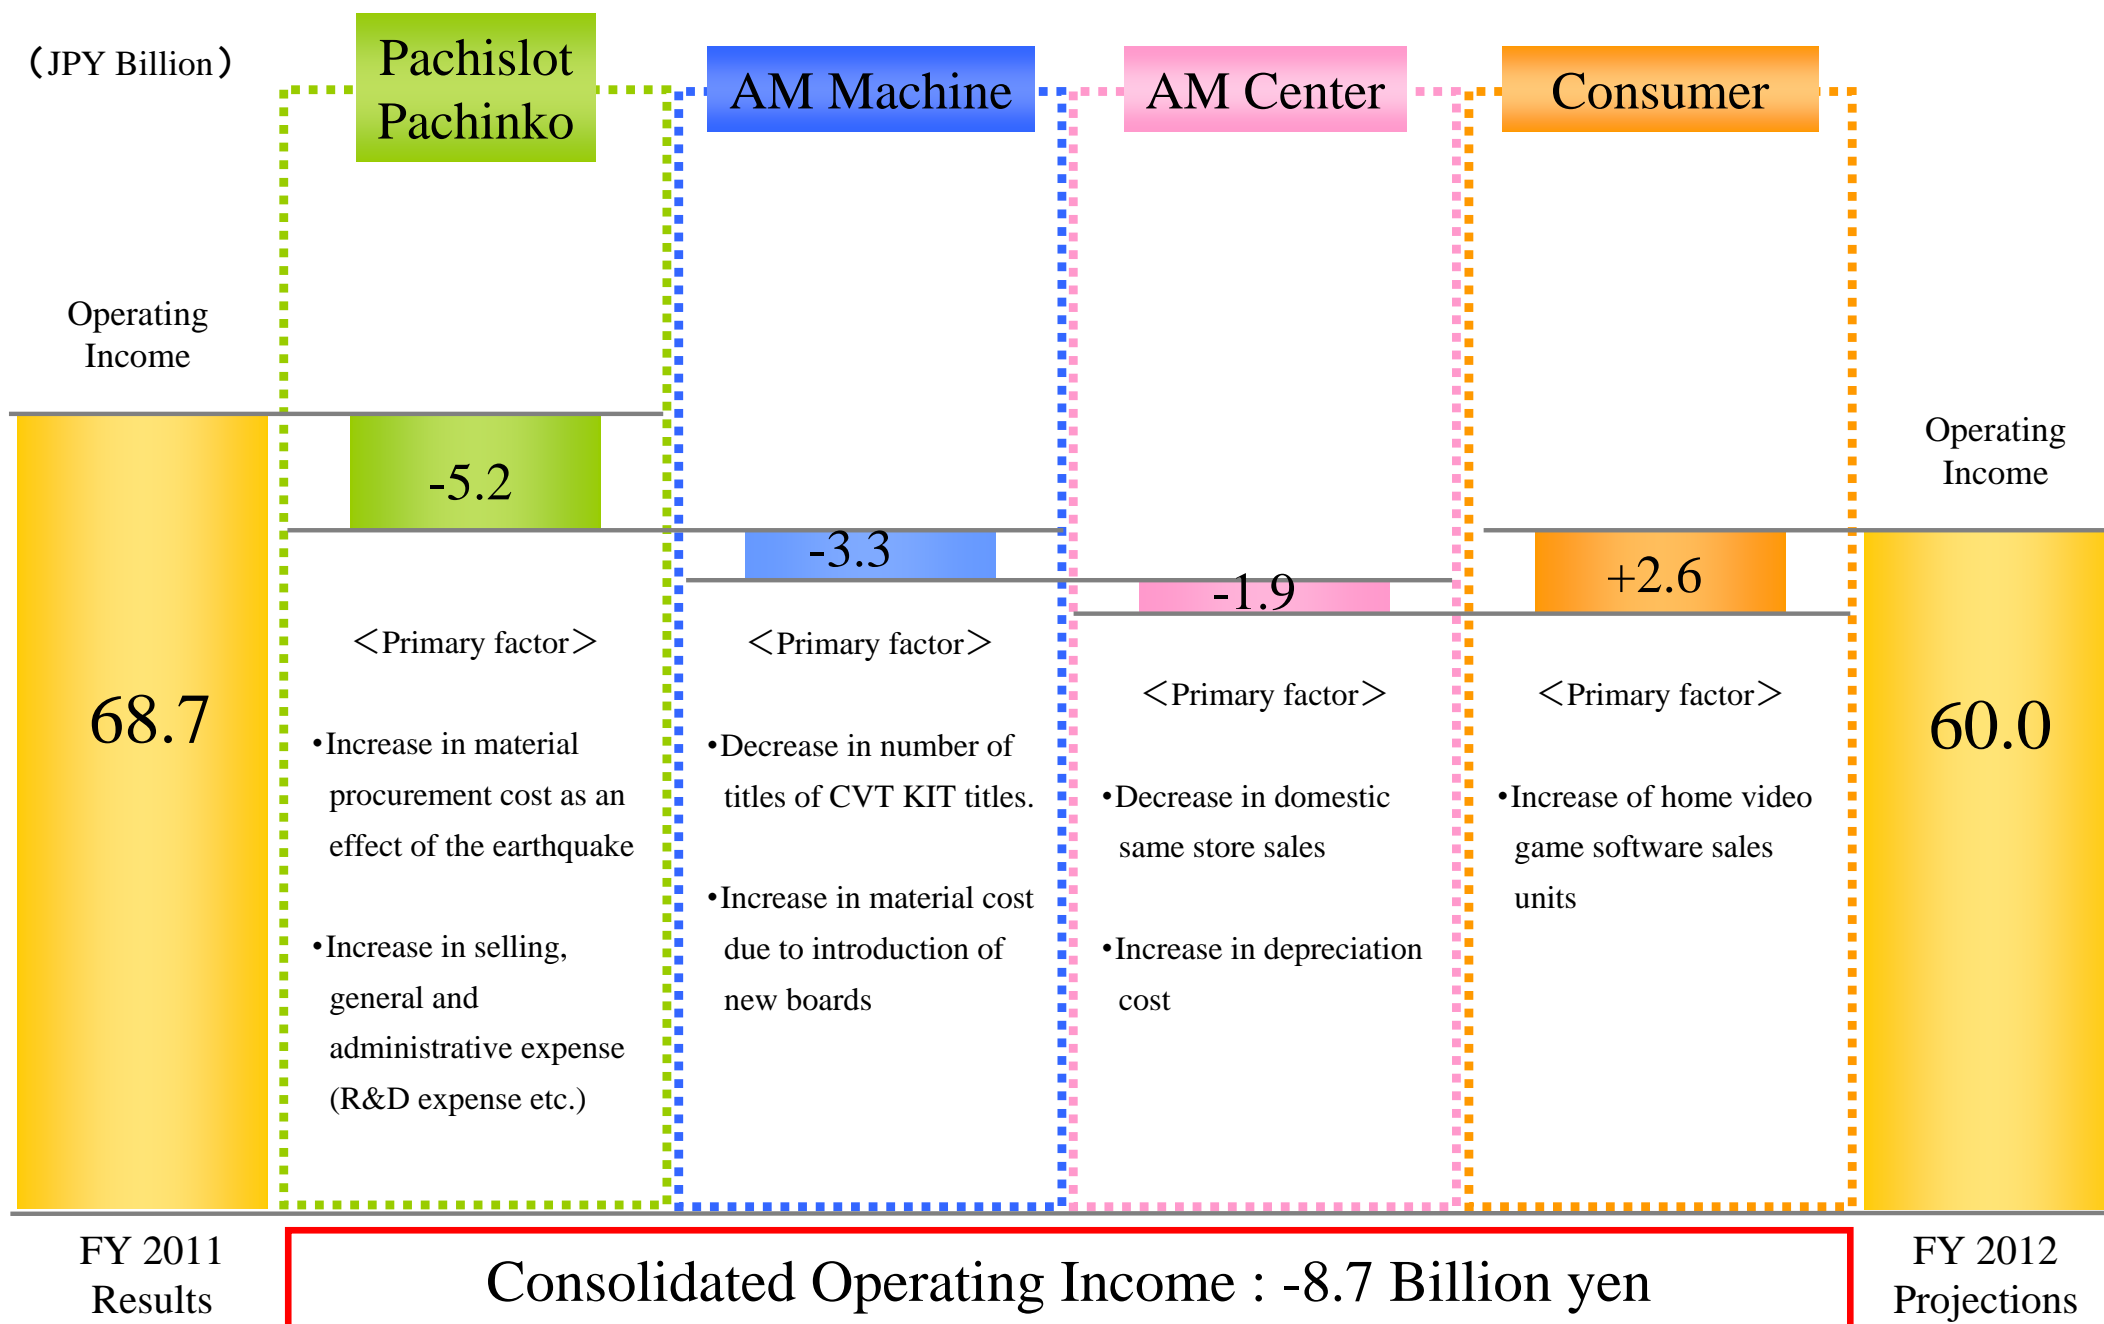 （JPY Billion）
Pachislot
Pachinko
AM Machine
AM Center
Consumer
Operating
Income
Operating
Income
-5.2
-3.3
-1.9
+2.6
68.7
60.0
＜Primary factor＞
・Increase in material
procurement cost as an
effect of the earthquake
・Increase in selling,
general and
administrative expense
(R&D expense etc.)
＜Primary factor＞
・Decrease in number of
titles of CVT KIT titles.
・Increase in material cost
due to introduction of
new boards
＜Primary factor＞
・Decrease in domestic
same store sales
・Increase in depreciation
cost
＜Primary factor＞
・Increase of home video
game software sales
units
FY 2011
Results
Consolidated Operating Income : -8.7 Billion yen
FY 2012
Projections